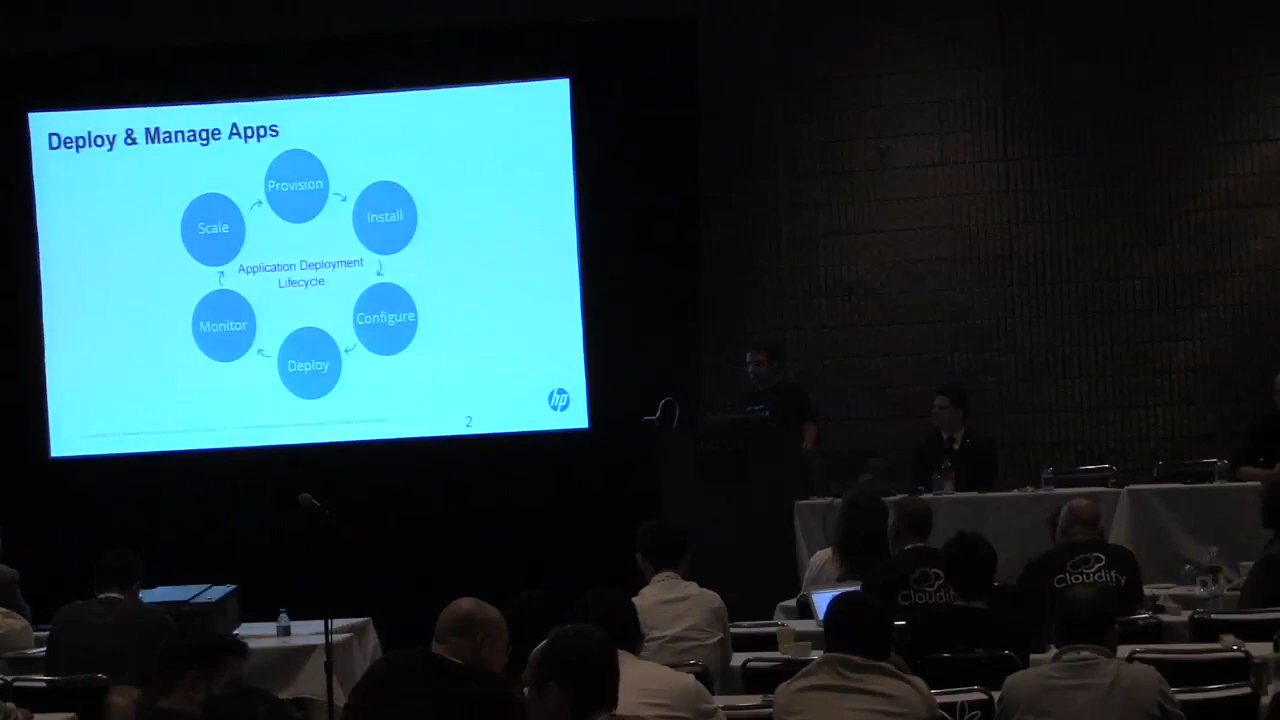 Deploy & Manage Apps
Provision
Install
Scale
Application Deployment
Lifecycle
Configure
Monitor
Deploy
hp
2
Cloudify
Cloudify